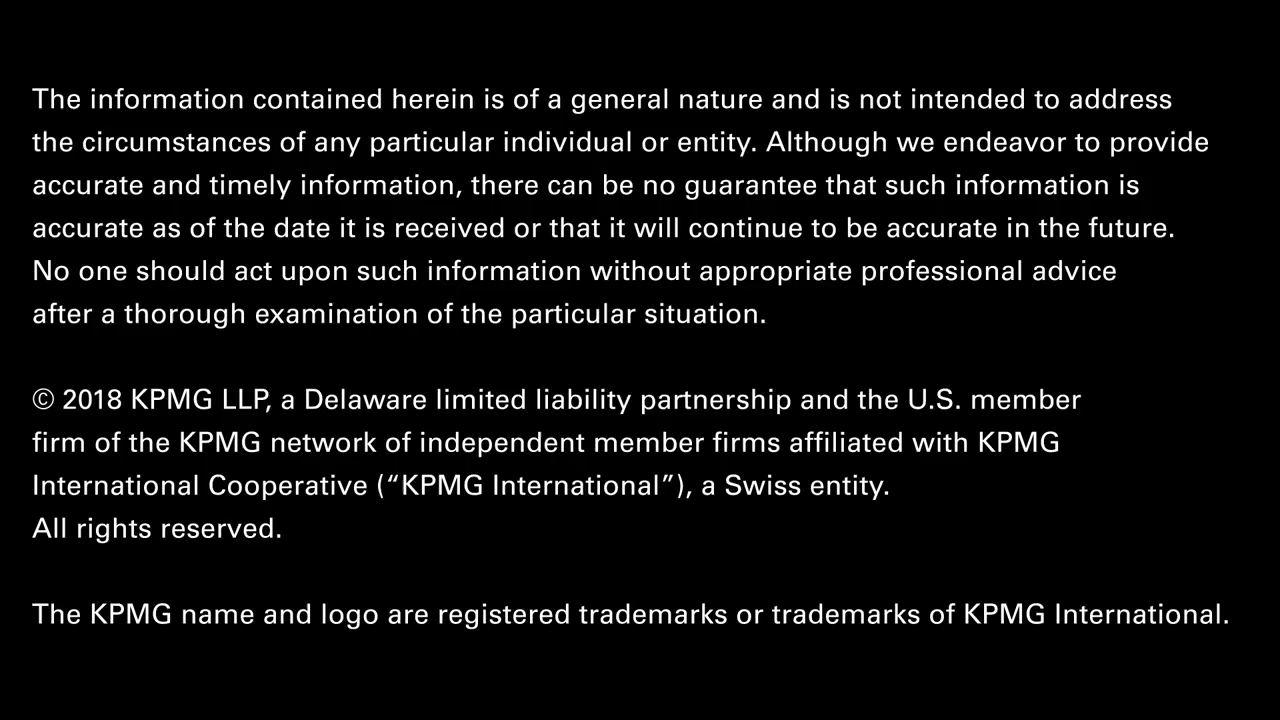 The information contained herein is of a general nature and is not intended to address
the circumstances of any particular individual or entity. Although we endeavor to provide
accurate and timely information, there can be no guarantee that such information is
accurate as of the date it is received or that it will continue to be accurate in the future.
No one should act upon such information without appropriate professional advice
after a thorough examination of the particular situation.
© 2018 KPMG LLP, a Delaware limited liability partnership and the U.S. member
firm of the KPMG network of independent member firms affiliated with KPMG
International Cooperative (“KPMG International”), a Swiss entity.
All rights reserved.
The KPMG name and logo are registered trademarks or trademarks of KPMG International.